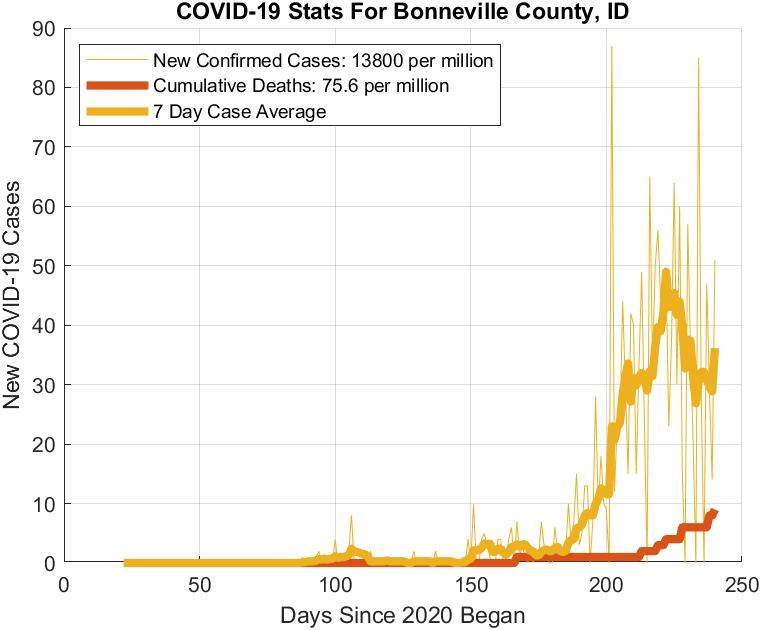 COVID-19 Stats For Bonneville County, ID
New Confirmed Cases: 13800 per million
Cumulative Deaths: 75.6 per million
7 Day Case Average
New COVID-19 Cases
90
80
70
60
50
40
30
20
10
0
0 50 100 150 200 250
Days Since 2020 Began